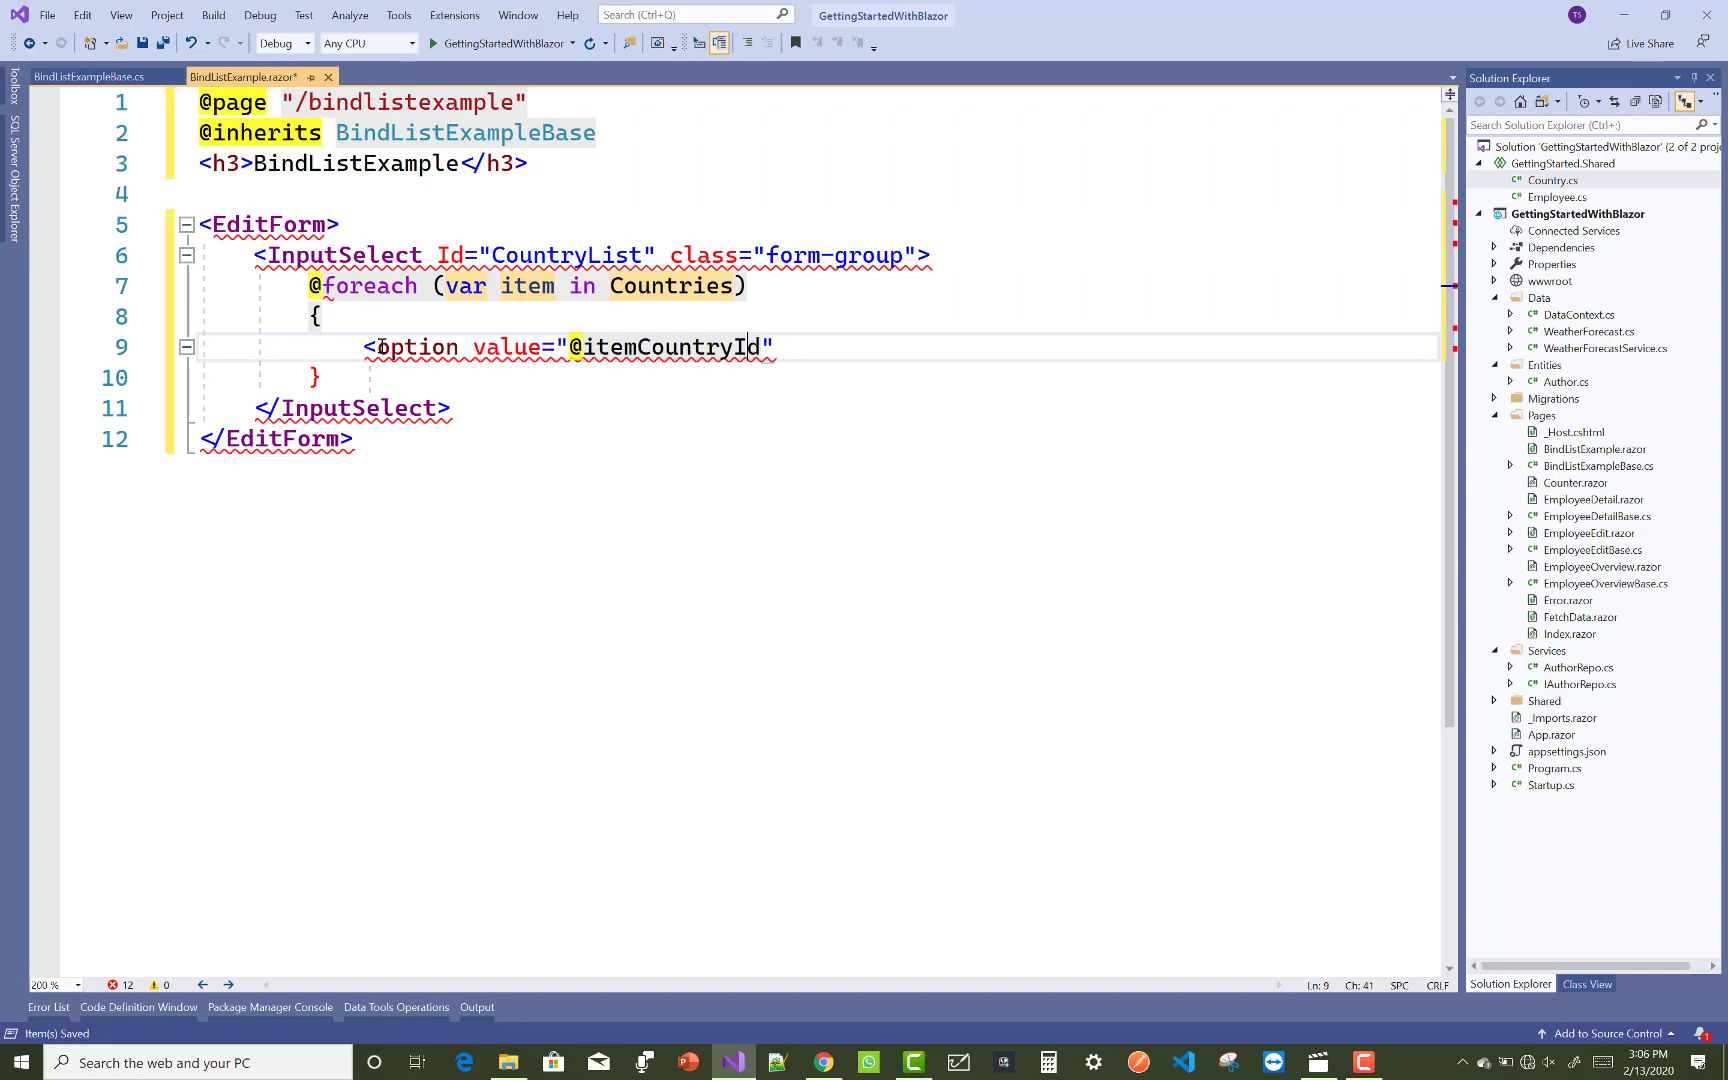 File Edit View Project Build Debug Test Analyze Tools Extensions Window Help Search (Ctrl+Q) GettingStartedWithBlazor TS
Debug Any CPU GettingStartedWithBlazor Live Share
BindListExampleBase.cs BindListExample.razor*
Toolbox
SQL Server Object Explorer
1 @page "/bindlistexample"
2 @inherits BindListExampleBase
3 <h3>BindListExample</h3>
4
5 <EditForm>
6 <InputSelect Id="CountryList" class="form-group">
7 @foreach (var item in Countries)
8 {
9 <option value="@itemCountryId"
10 }
11 </InputSelect>
12 </EditForm>
200 % 12 0 Ln: 9 Ch: 41 SPC CRLF
Solution Explorer
Search Solution Explorer (Ctrl+;)
Solution 'GettingStartedWithBlazor' (2 of 2 proje
GettingStarted.Shared
Country.cs
Employee.cs
GettingStartedWithBlazor
Connected Services
Dependencies
Properties
wwwroot
Data
DataContext.cs
WeatherForecast.cs
WeatherForecastService.cs
Entities
Author.cs
Migrations
Pages
_Host.cshtml
BindListExample.razor
BindListExampleBase.cs
Counter.razor
EmployeeDetail.razor
EmployeeDetailBase.cs
EmployeeEdit.razor
EmployeeEditBase.cs
EmployeeOverview.razor
EmployeeOverviewBase.cs
Error.razor
FetchData.razor
Index.razor
Services
AuthorRepo.cs
IAuthorRepo.cs
Shared
_Imports.razor
App.razor
appsettings.json
Program.cs
Startup.cs
Solution Explorer Class View
Error List Code Definition Window Package Manager Console Data Tools Operations Output
Item(s) Saved Add to Source Control 1
Search the web and your PC
3:06 PM
2/13/2020